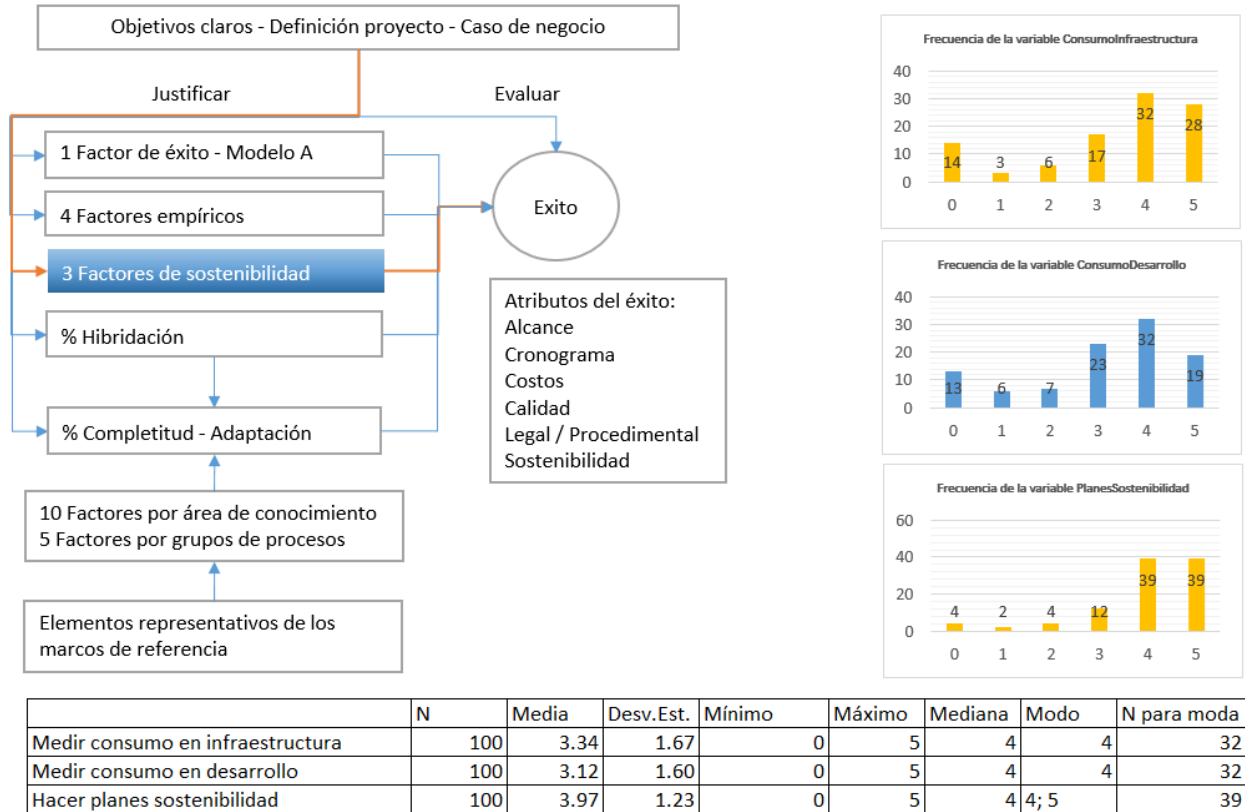 Objetivos claros - Definición proyecto - Caso de negocio
Justificar
Evaluar
1 Factor de éxito - Modelo A
4 Factores empíricos
3 Factores de sostenibilidad
% Hibridación
% Completitud - Adaptación
10 Factores por área de conocimiento
5 Factores por grupos de procesos
Elementos representativos de los
marcos de referencia
Exito
Atributos del éxito:
Alcance
Cronograma
Costos
Calidad
Legal / Procedimental
Sostenibilidad
Frecuencia de la variable ConsumoInfraestructura
40
30
20
10
0
14 3 6 17 32 28
0 1 2 3 4 5
Frecuencia de la variable ConsumoDesarrollo
40
30
20
10
0
13 6 7 23 32 19
0 1 2 3 4 5
Frecuencia de la variable PlanesSostenibilidad
60
40
20
0
4 2 4 12 39 39
0 1 2 3 4 5
N Media Desv.Est. Mínimo Máximo Mediana Modo N para moda
Medir consumo en infraestructura 100 3.34 1.67 0 5 4 4 32
Medir consumo en desarrollo 100 3.12 1.60 0 5 4 4 32
Hacer planes sostenibilidad 100 3.97 1.23 0 5 4 4; 5 39